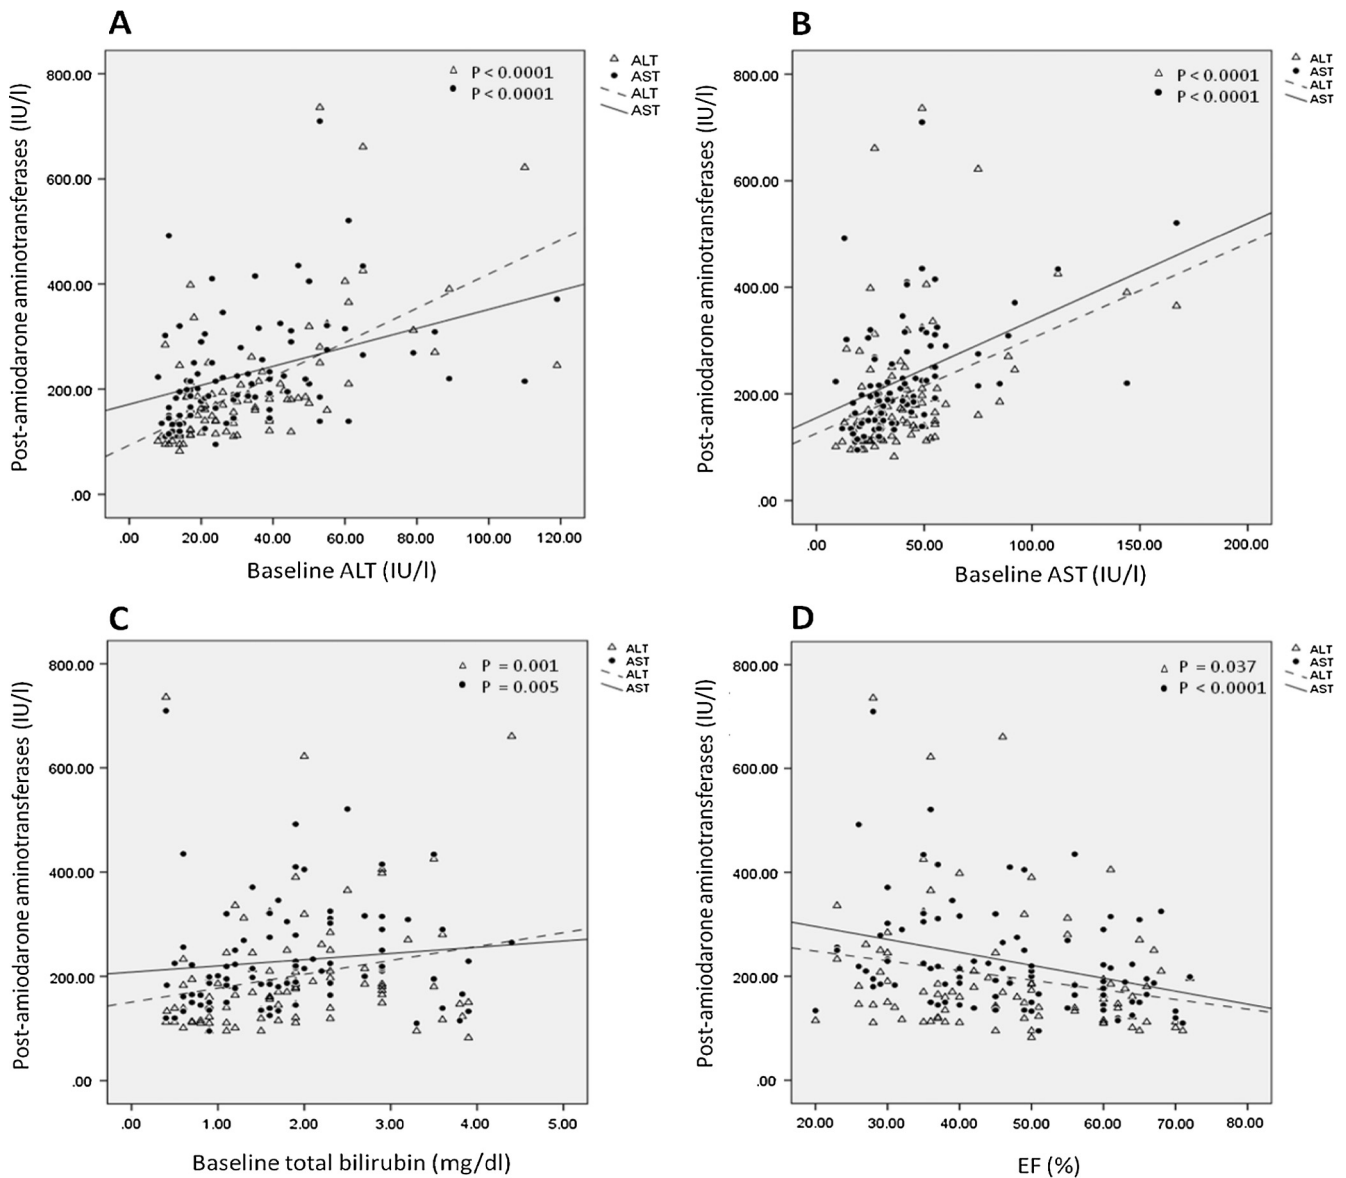 A
ALT
AST
ALT
AST
P < 0.0001
P < 0.0001
Post-amiodarone aminotransferases (IU/l)
800.00
600.00
400.00
200.00
.00
.00 20.00 40.00 60.00 80.00 100.00 120.00
Baseline ALT (IU/l)
B
ALT
AST
ALT
AST
P < 0.0001
P < 0.0001
Post-amiodarone aminotransferases (IU/l)
800.00
600.00
400.00
200.00
.00
.00 50.00 100.00 150.00 200.00
Baseline AST (IU/l)
C
ALT
AST
ALT
AST
P = 0.001
P = 0.005
Post-amiodarone aminotransferases (IU/l)
800.00
600.00
400.00
200.00
.00
.00 1.00 2.00 3.00 4.00 5.00
Baseline total bilirubin (mg/dl)
D
ALT
AST
ALT
AST
P = 0.037
P < 0.0001
Post-amiodarone aminotransferases (IU/l)
800.00
600.00
400.00
200.00
.00
20.00 30.00 40.00 50.00 60.00 70.00 80.00
EF (%)